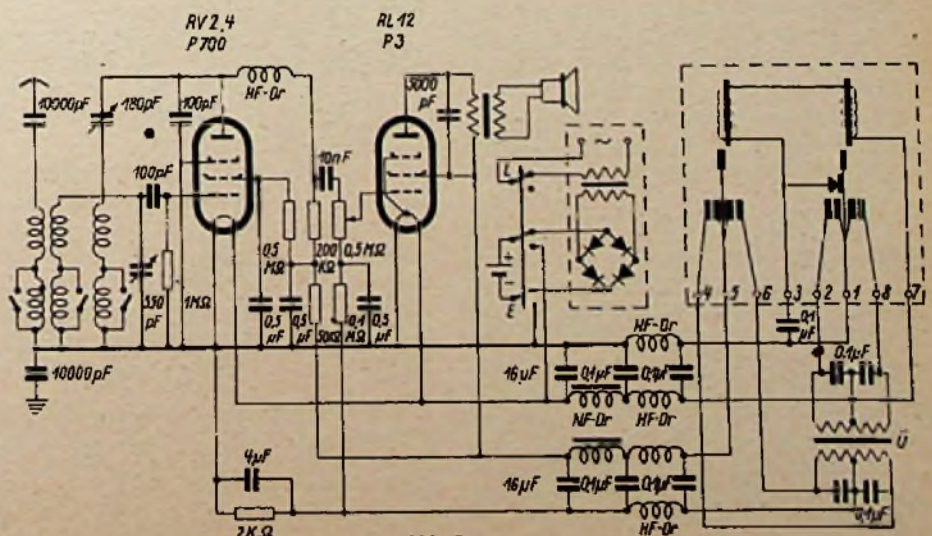 RV 2,4
P 700
RL 12
P 3
10000pF
180pF
100pF
HF-Dr
5000
pF
100pF
10nF
L
~
0,5
MΩ
200
KΩ
0,5MΩ
550
pF
1MΩ
0,5
µF
0,5
µF
50KΩ
0,1
MΩ
0,5
µF
+
−
E
4 5 6 3 2 1 8 7
0,1
µF
10000pF
HF-Dr
16µF
0,1µF
0,1µF
0,1µF
NF-Dr
HF-Dr
Ü
4µF
16µF
0,1µF
0,1µF
0,1µF
2KΩ
HF-Dr